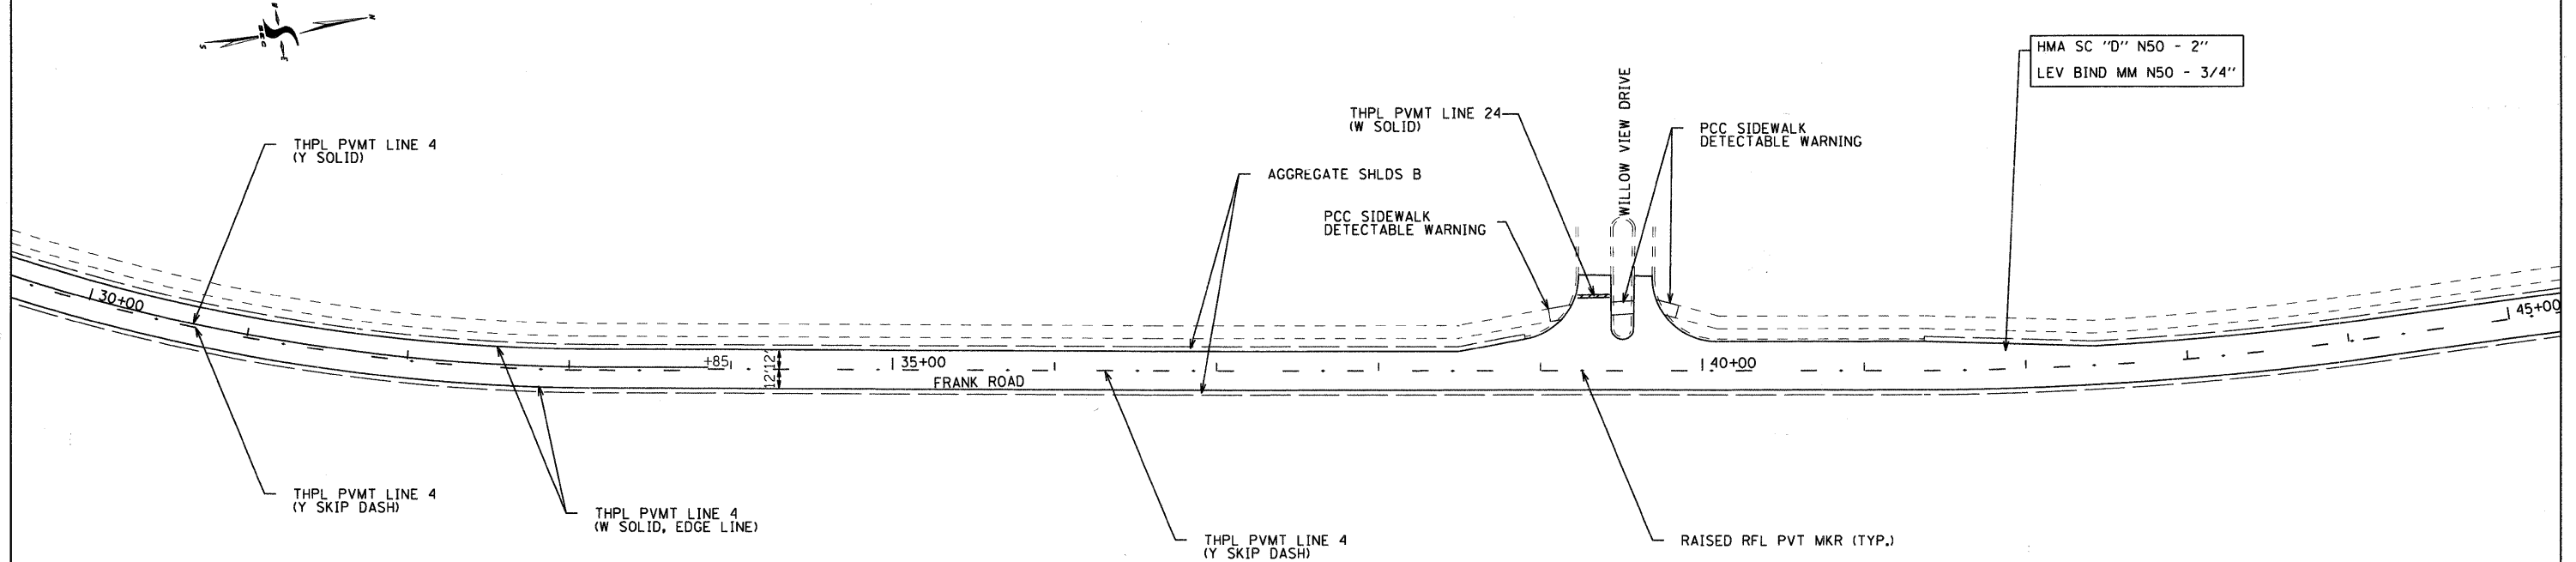 HMA SC "D" N50 - 2"
LEV BIND MM N50 - 3/4"
THPL PVMT LINE 4
(Y SOLID)
THPL PVMT LINE 24
(W SOLID)
WILLOW VIEW DRIVE
PCC SIDEWALK
DETECTABLE WARNING
AGGREGATE SHLDS B
PCC SIDEWALK
DETECTABLE WARNING
30+00
+85
12'
12'
35+00
FRANK ROAD
40+00
45+00
THPL PVMT LINE 4
(Y SKIP DASH)
THPL PVMT LINE 4
(W SOLID, EDGE LINE)
THPL PVMT LINE 4
(Y SKIP DASH)
RAISED RFL PVT MKR (TYP.)